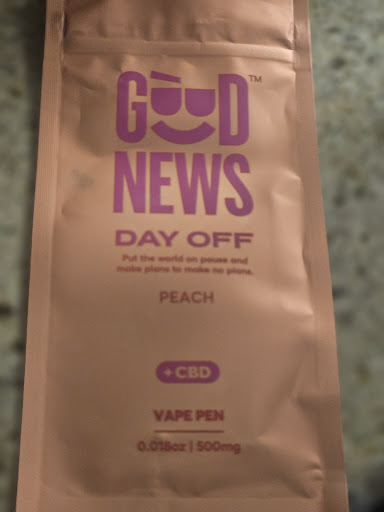 GOOD™
NEWS
DAY OFF
Put the world on pause and
make plans to make no plans.
PEACH
+ CBD
VAPE PEN
0.018oz | 500mg